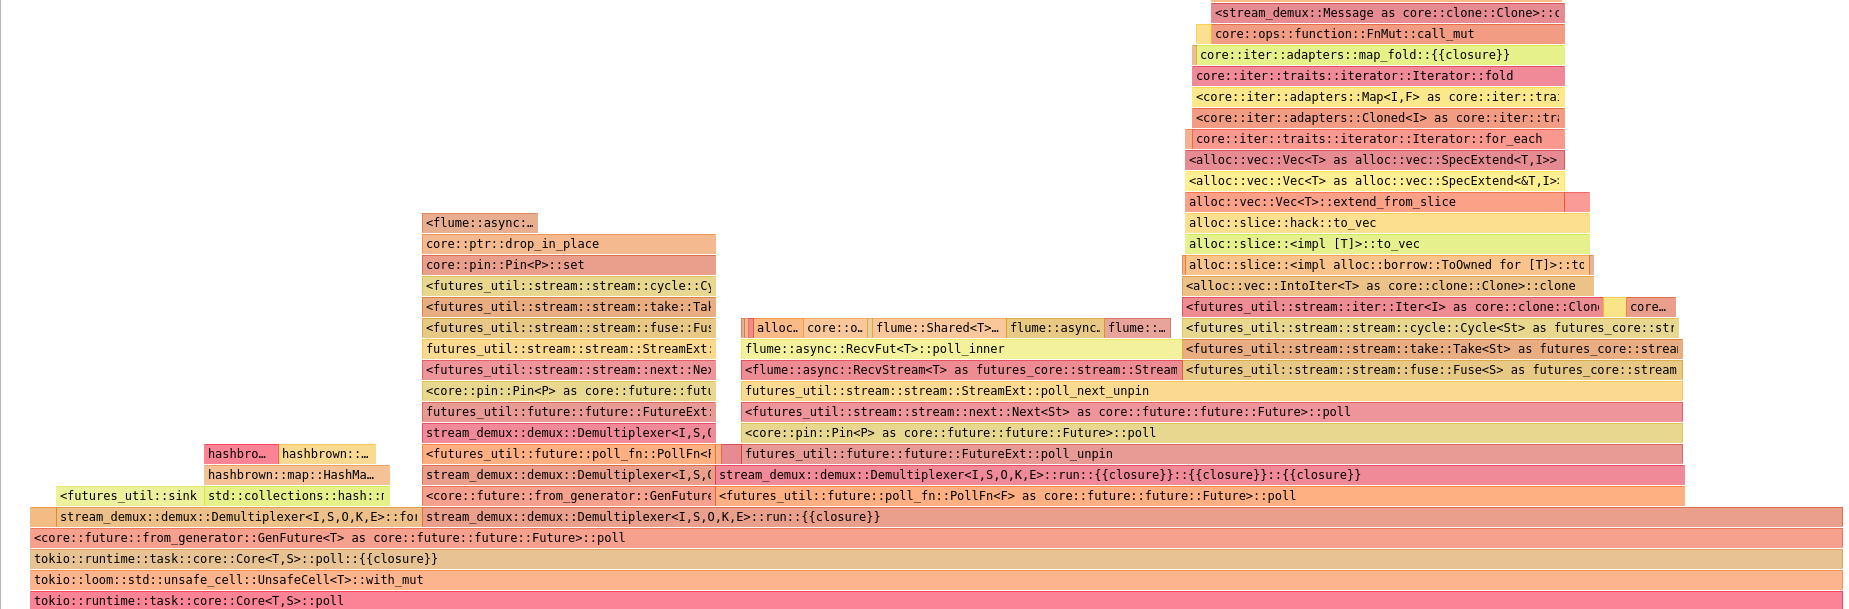 <stream_demux::Message as core::clone::Clone>::c
core::ops::function::FnMut::call_mut
core::iter::adapters::map_fold::{{closure}}
core::iter::traits::iterator::Iterator::fold
<core::iter::adapters::Map<I,F> as core::iter::tra
<core::iter::adapters::Cloned<I> as core::iter::tra
core::iter::traits::iterator::Iterator::for_each
<alloc::vec::Vec<T> as alloc::vec::SpecExtend<T,I>>
<alloc::vec::Vec<T> as alloc::vec::SpecExtend<&T,I>:
alloc::vec::Vec<T>::extend_from_slice
<flume::async:… alloc::slice::hack::to_vec
core::ptr::drop_in_place alloc::slice::<impl [T]>::to_vec
core::pin::Pin<P>::set alloc::slice::<impl alloc::borrow::ToOwned for [T]>::to
<futures_util::stream::stream::cycle::Cy <alloc::vec::IntoIter<T> as core::clone::Clone>::clone
<futures_util::stream::stream::take::Tak <futures_util::stream::iter::Iter<I> as core::clone::Clon core…
<futures_util::stream::stream::fuse::Fus alloc… core::o… flume::Shared<T>… flume::async… flume::… <futures_util::stream::stream::cycle::Cycle<St> as futures_core::str
futures_util::stream::stream::StreamExt: flume::async::RecvFut<T>::poll_inner <futures_util::stream::stream::take::Take<St> as futures_core::strea
<futures_util::stream::stream::next::Nex <flume::async::RecvStream<T> as futures_core::stream::Stream <futures_util::stream::stream::fuse::Fuse<S> as futures_core::stream
<core::pin::Pin<P> as core::future::futu futures_util::stream::stream::StreamExt::poll_next_unpin
futures_util::future::future::FutureExt: <futures_util::stream::stream::next::Next<St> as core::future::future::Future>::poll
stream_demux::demux::Demultiplexer<I,S,O <core::pin::Pin<P> as core::future::future::Future>::poll
hashbro… hashbrown::… <futures_util::future::poll_fn::PollFn<F futures_util::future::future::FutureExt::poll_unpin
hashbrown::map::HashMa… stream_demux::demux::Demultiplexer<I,S,O stream_demux::demux::Demultiplexer<I,S,O,K,E>::run::{{closure}}::{{closure}}::{{closure}}
<futures_util::sink std::collections::hash::m <core::future::from_generator::GenFuture <futures_util::future::poll_fn::PollFn<F> as core::future::future::Future>::poll
stream_demux::demux::Demultiplexer<I,S,O,K,E>::for stream_demux::demux::Demultiplexer<I,S,O,K,E>::run::{{closure}}
<core::future::from_generator::GenFuture<T> as core::future::future::Future>::poll
tokio::runtime::task::core::Core<T,S>::poll::{{closure}}
tokio::loom::std::unsafe_cell::UnsafeCell<T>::with_mut
tokio::runtime::task::core::Core<T,S>::poll